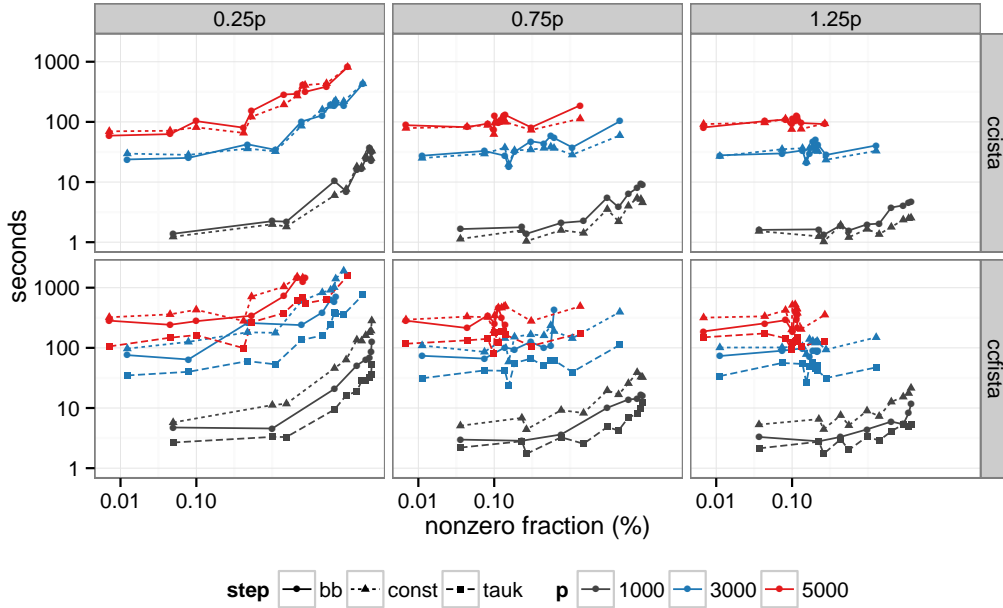 0.25p 0.75p 1.25p
1000
100
10
1
ccista
seconds
1000
100
10
1
ccfista
0.01 0.10 0.01 0.10 0.01 0.10
nonzero fraction (%)
step bb const tauk p 1000 3000 5000